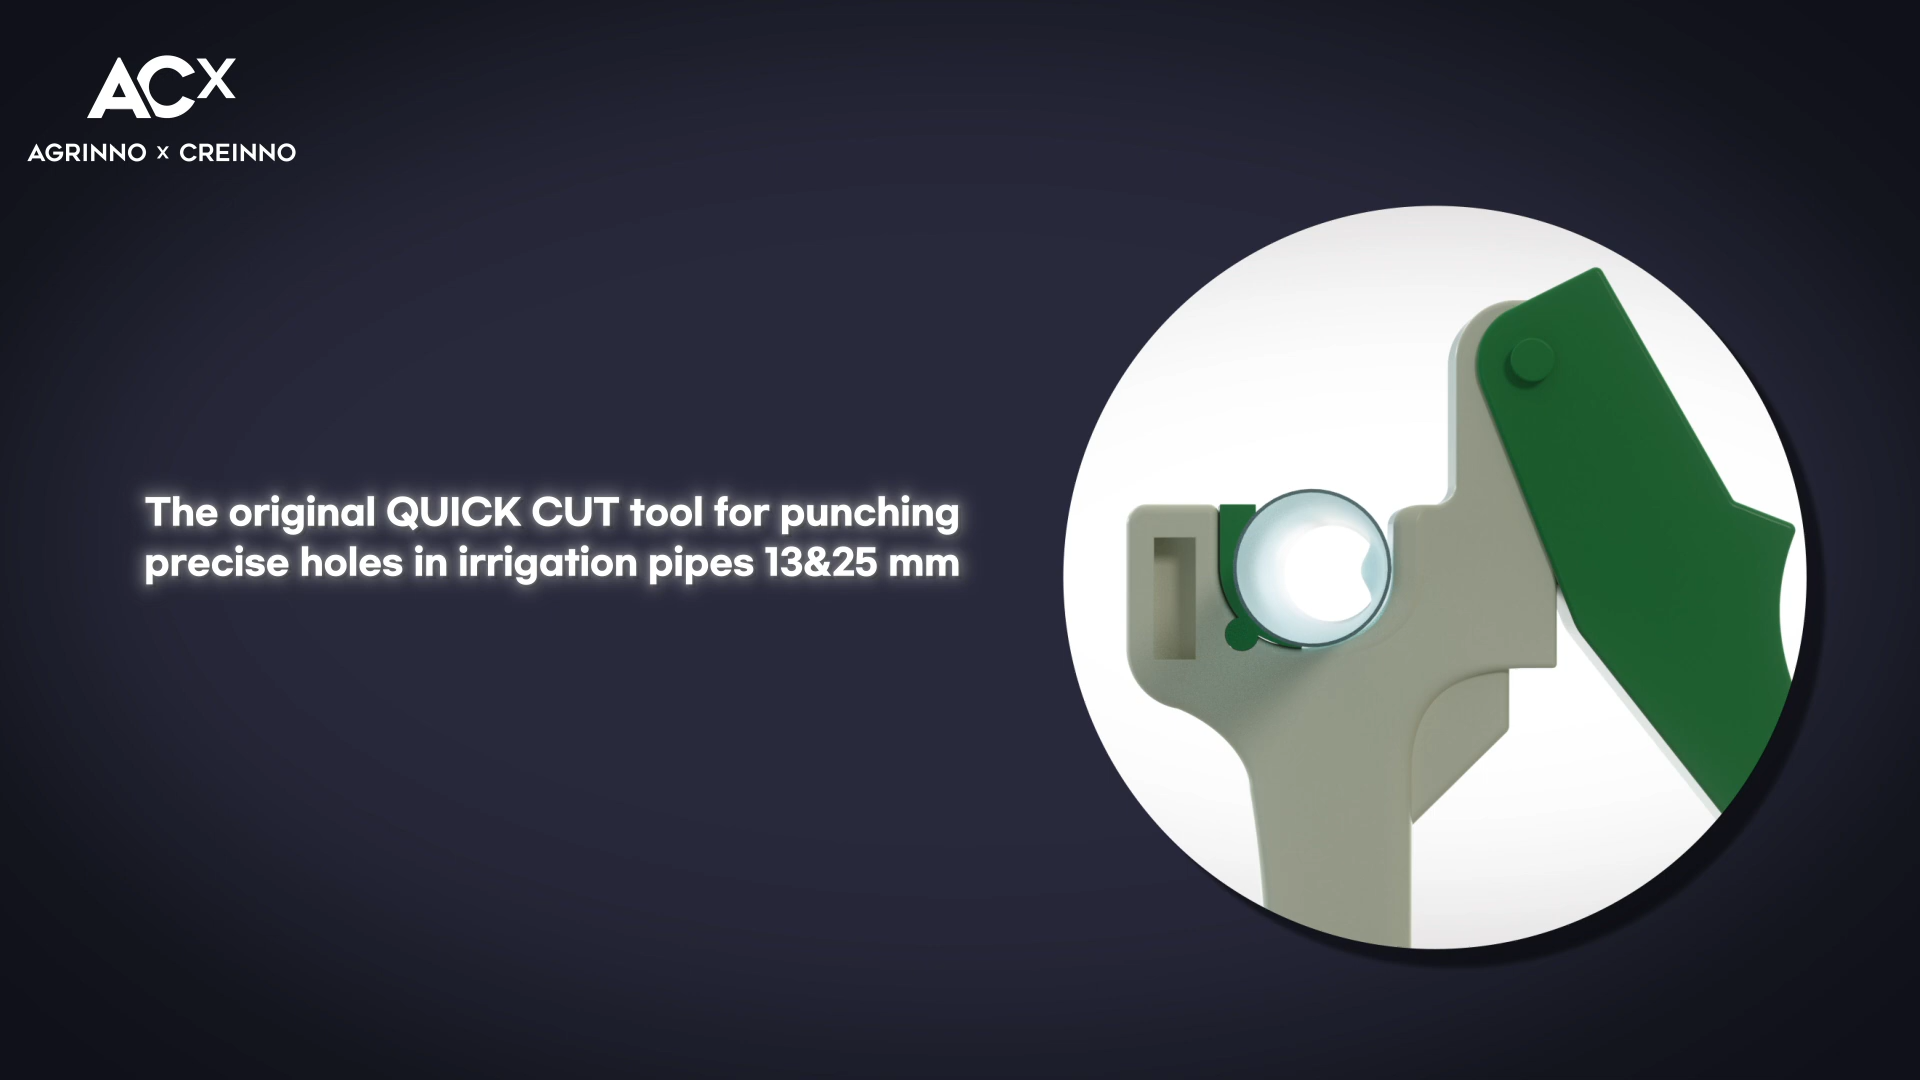 ACX
AGRINNO X CREINNO
The original QUICK CUT tool for punching
precise holes in irrigation pipes 13&25 mm